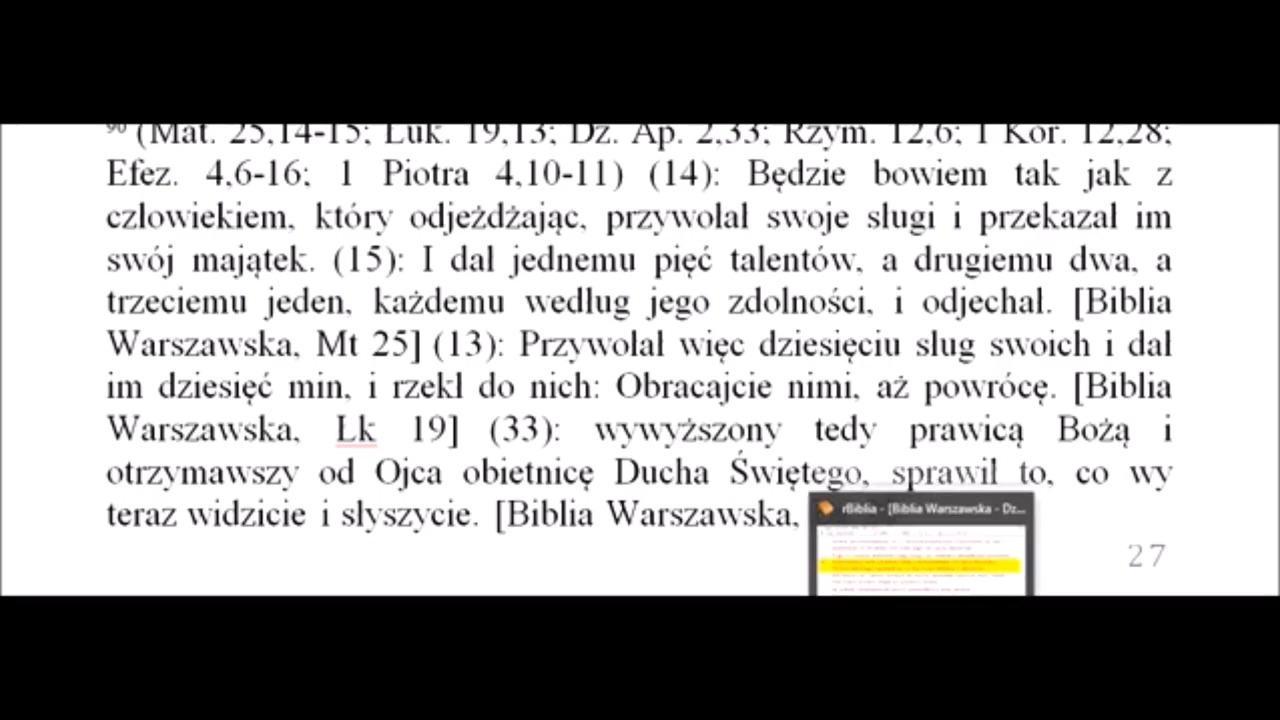 90 (Mat. 25,14-15; Łuk. 19,13; Dz. Ap. 2,33; Rzym. 12,6; 1 Kor. 12,28;
Efez. 4,6-16; 1 Piotra 4,10-11) (14): Będzie bowiem tak jak z
człowiekiem, który odjeżdżając, przywołał swoje sługi i przekazał im
swój majątek. (15): I dał jednemu pięć talentów, a drugiemu dwa, a
trzeciemu jeden, każdemu według jego zdolności, i odjechał. [Biblia
Warszawska, Mt 25] (13): Przywołał więc dziesięciu sług swoich i dał
im dziesięć min, i rzekł do nich: Obracajcie nimi, aż powrócę. [Biblia
Warszawska, Łk 19] (33): wywyższony tedy prawicą Bożą i
otrzymawszy od Ojca obietnicę Ducha Świętego, sprawił to, co wy
teraz widzicie i słyszycie. [Biblia Warszawska,
rBiblia - [Biblia Warszawska - Dz...
27